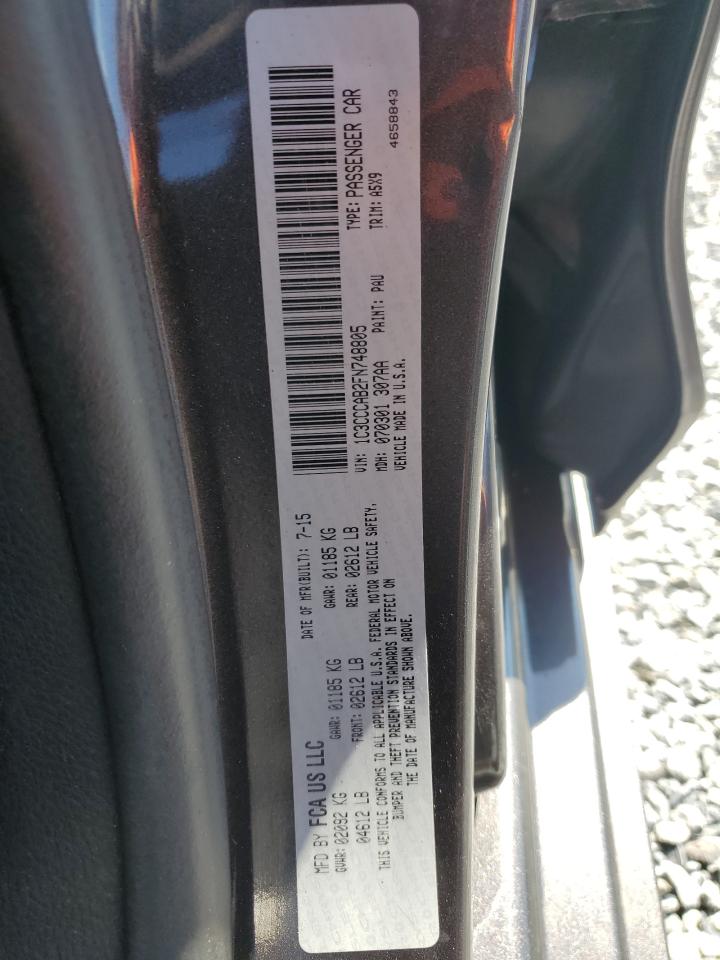 MFD BY FCA US LLC
DATE OF MFR(BUILT): 7-15
GVWR: 02092 KG
GAWR: 01185 KG
GAWR: 01185 KG
04612 LB
FRONT: 02612 LB
REAR: 02612 LB
THIS VEHICLE CONFORMS TO ALL APPLICABLE U.S.A. FEDERAL MOTOR VEHICLE SAFETY,
BUMPER AND THEFT PREVENTION STANDARDS IN EFFECT ON
THE DATE OF MANUFACTURE SHOWN ABOVE.
VIN: 1C3CCCAB2FN748805
TYPE: PASSENGER CAR
MDH: 070301 307AA
PAINT: PAU
TRIM: A5X9
VEHICLE MADE IN U.S.A.
4658843